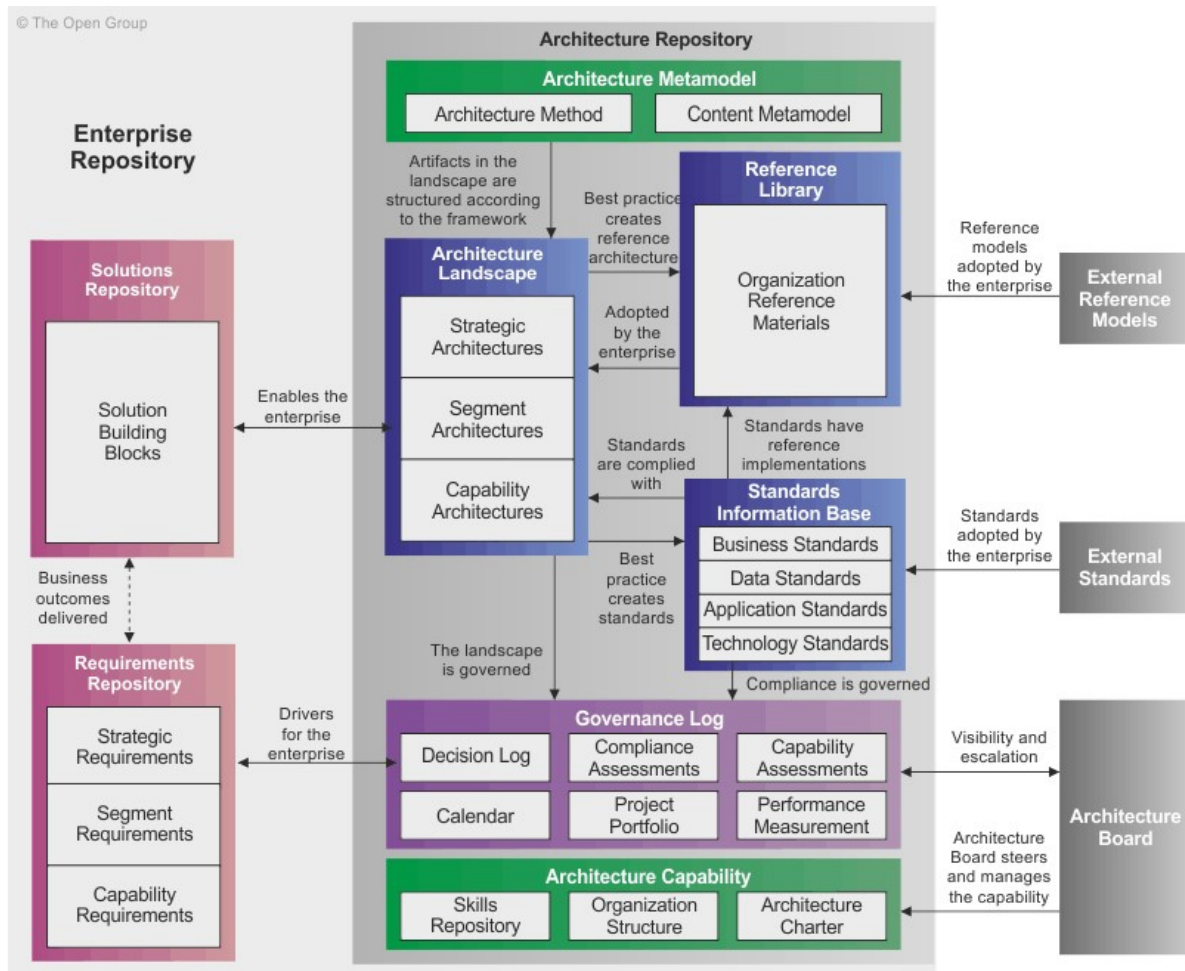 © The Open Group
Architecture Repository
Architecture Metamodel
Architecture Method
Content Metamodel
Enterprise
Repository
Artifacts in the
landscape are
structured according
to the framework
Best practice
creates
reference
architecture
Reference
Library
Organization
Reference
Materials
Reference
models
adopted by
the enterprise
External
Reference
Models
Solutions
Repository
Solution
Building
Blocks
Enables the
enterprise
Architecture
Landscape
Strategic
Architectures
Segment
Architectures
Capability
Architectures
Adopted
by the
enterprise
Standards
are complied
with
Standards have
reference
implementations
Standards
Information Base
Business Standards
Data Standards
Application Standards
Technology Standards
Standards
adopted by
the enterprise
External
Standards
Best
practice
creates
standards
Business
outcomes
delivered
The landscape
is governed
Compliance is governed
Requirements
Repository
Strategic
Requirements
Segment
Requirements
Capability
Requirements
Drivers
for the
enterprise
Governance Log
Decision Log
Compliance
Assessments
Capability
Assessments
Calendar
Project
Portfolio
Performance
Measurement
Visibility and
escalation
Architecture
Board
Architecture
Board steers
and manages
the capability
Architecture Capability
Skills
Repository
Organization
Structure
Architecture
Charter